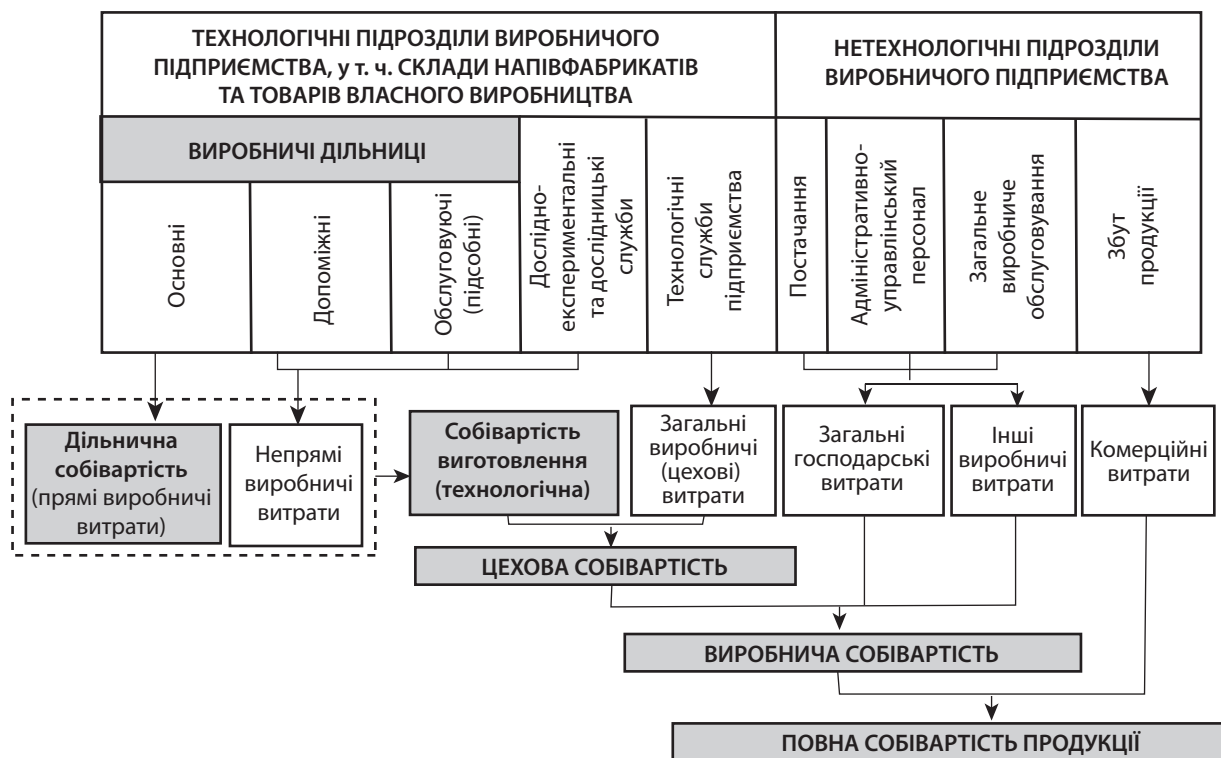 ТЕХНОЛОГІЧНІ ПІДРОЗДІЛИ ВИРОБНИЧОГО
ПІДПРИЄМСТВА, у т. ч. СКЛАДИ НАПІВФАБРИКАТІВ
ТА ТОВАРІВ ВЛАСНОГО ВИРОБНИЦТВА
НЕТЕХНОЛОГІЧНІ ПІДРОЗДІЛИ
ВИРОБНИЧОГО ПІДПРИЄМСТВА
ВИРОБНИЧІ ДІЛЬНИЦІ
Основні
Допоміжні
Обслуговуючі
(підсобні)
Дослідно-
експериментальні
та дослідницькі
служби
Технологічні
служби
підприємства
Постачання
Адміністративно-
управлінський
персонал
Загальне
виробниче
обслуговування
Збут
продукції
Дільнична
собівартість
(прямі виробничі
витрати)
Непрямі
виробничі
витрати
Собівартість
виготовлення
(технологічна)
Загальні
виробничі
(цехові)
витрати
Загальні
господарські
витрати
Інші
виробничі
витрати
Комерційні
витрати
ЦЕХОВА СОБІВАРТІСТЬ
ВИРОБНИЧА СОБІВАРТІСТЬ
ПОВНА СОБІВАРТІСТЬ ПРОДУКЦІЇ